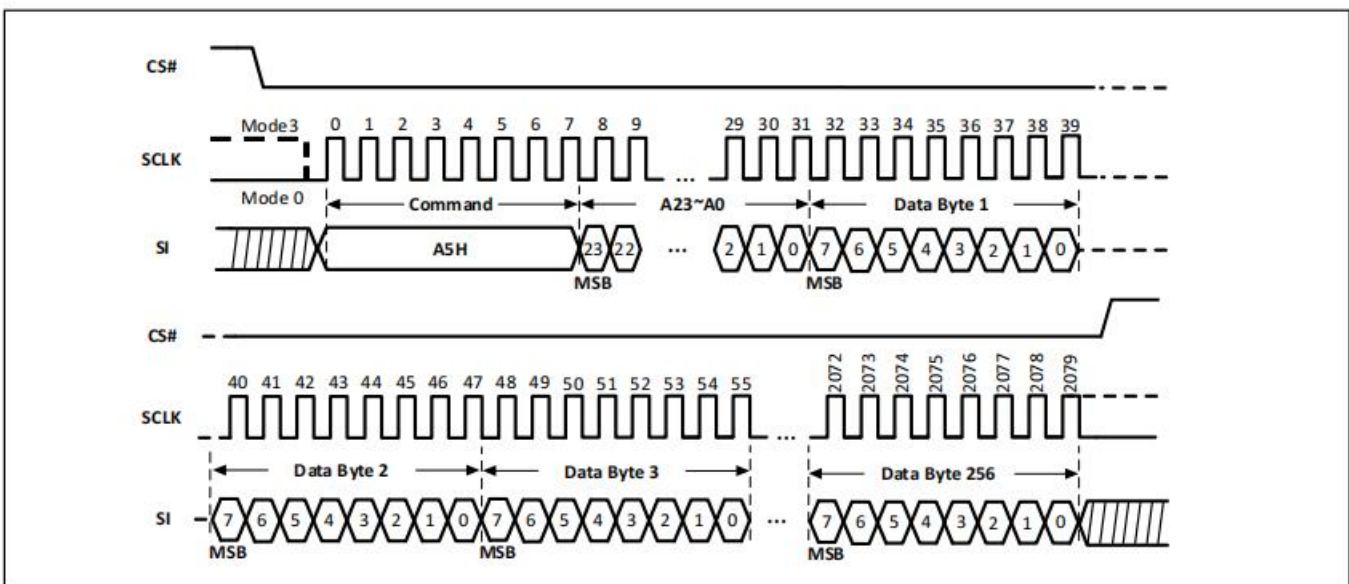 CS#
Mode3 0 1 2 3 4 5 6 7 8 9 29 30 31 32 33 34 35 36 37 38 39
SCLK ...
Mode 0 Command A23~A0 Data Byte 1
SI A5H 23 22 ... 2 1 0 7 6 5 4 3 2 1 0
MSB MSB
CS#
40 41 42 43 44 45 46 47 48 49 50 51 52 53 54 55 2072 2073 2074 2075 2076 2077 2078 2079
SCLK ...
Data Byte 2 Data Byte 3 Data Byte 256
SI 7 6 5 4 3 2 1 0 7 6 5 4 3 2 1 0 ... 7 6 5 4 3 2 1 0
MSB MSB MSB